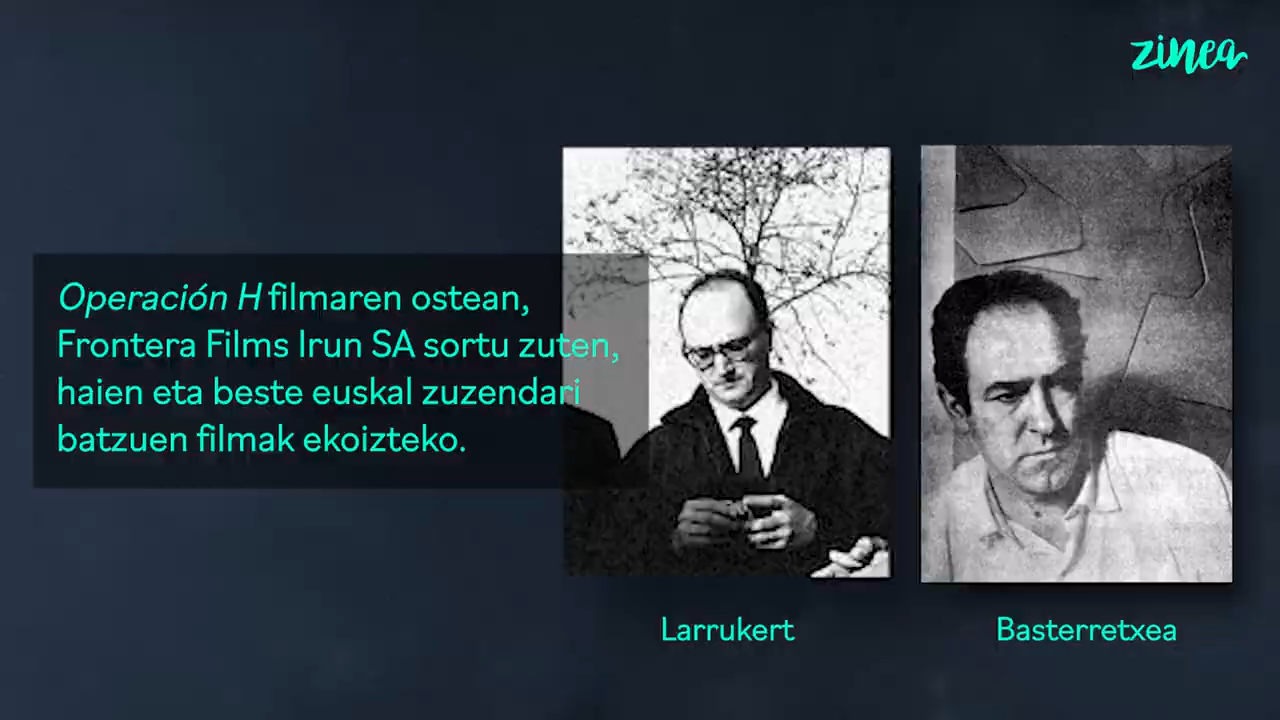 zinea
Operación H filmaren ostean,
Frontera Films Irun SA sortu zuten,
haien eta beste euskal zuzendari
batzuen filmak ekoizteko.
Larrukert
Basterretxea